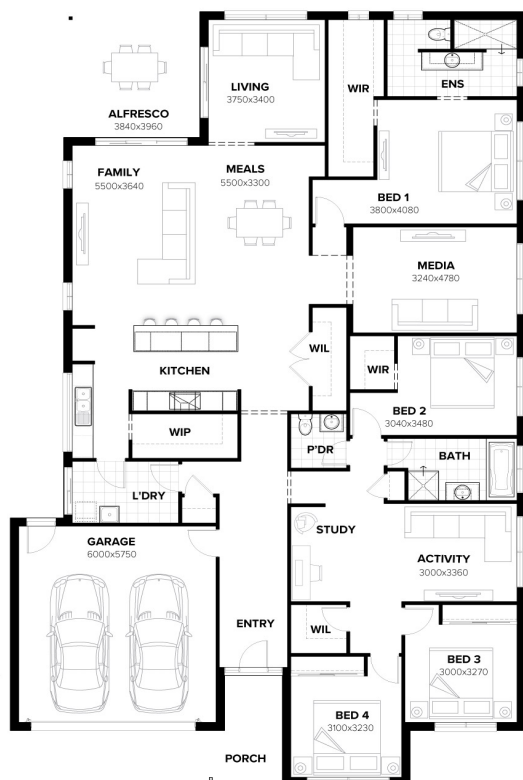 LIVING
3750x3400
WIR
ENS
ALFRESCO
3840x3960
FAMILY
5500x3640
MEALS
5500x3300
BED 1
3800x4080
MEDIA
3240x4780
WIL
KITCHEN
WIR
BED 2
3040x3480
WIP
P'DR
BATH
L'DRY
GARAGE
6000x5750
STUDY
ACTIVITY
3000x3360
ENTRY
WIL
BED 3
3000x3270
BED 4
3100x3230
PORCH